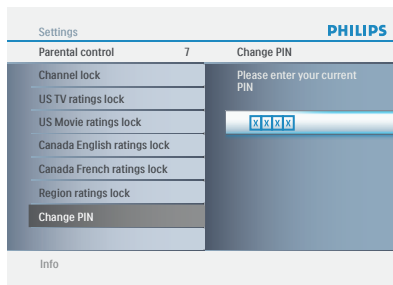 Settings
PHILIPS
Parental control 7
Change PIN
Channel lock
US TV ratings lock
US Movie ratings lock
Canada English ratings lock
Canada French ratings lock
Region ratings lock
Change PIN
Please enter your current
PIN
X X X X
Info